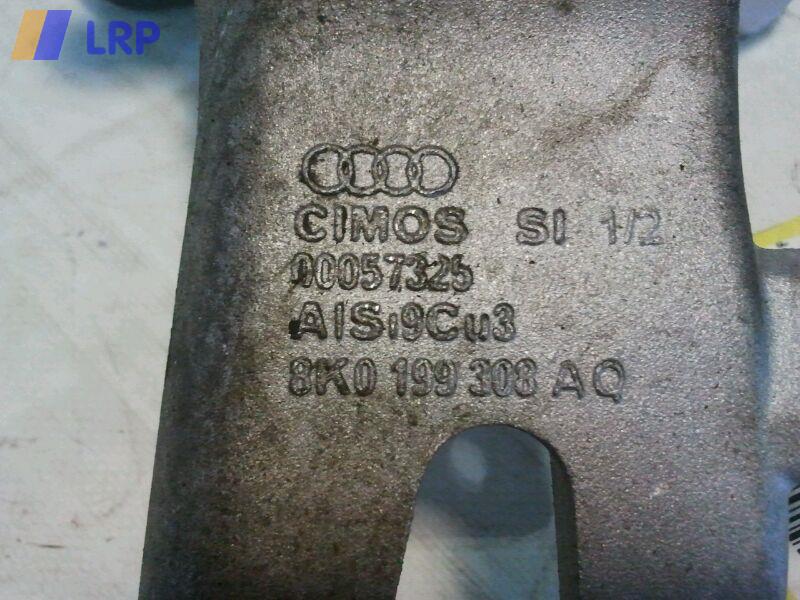 LRP
CIMOS SI 1/2
00057325
AlSi9Cu3
8K0 199 308 AQ